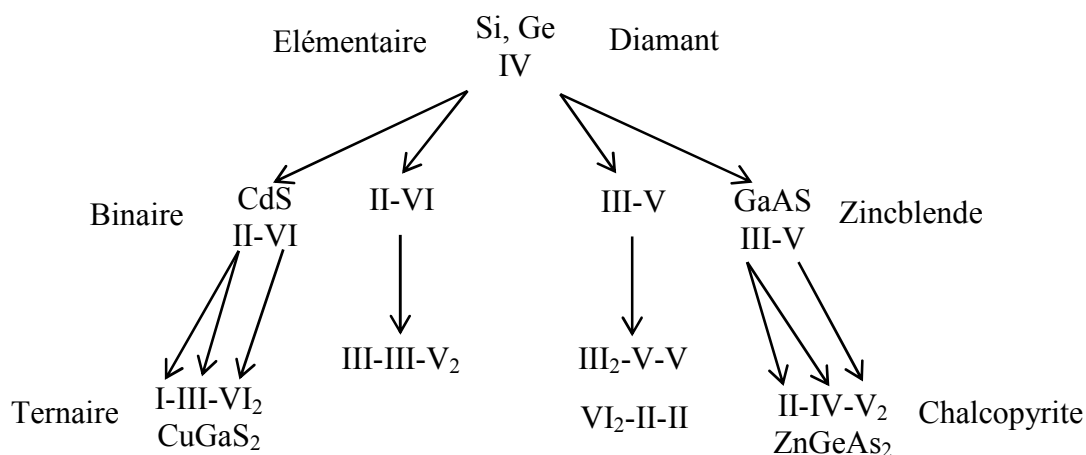 Elémentaire Si, Ge Diamant
IV
Binaire CdS II-VI III-V GaAS Zincblende
II-VI III-V
III-III-V₂ III₂-V-V
Ternaire I-III-VI₂ VI₂-II-II II-IV-V₂ Chalcopyrite
CuGaS₂ ZnGeAs₂